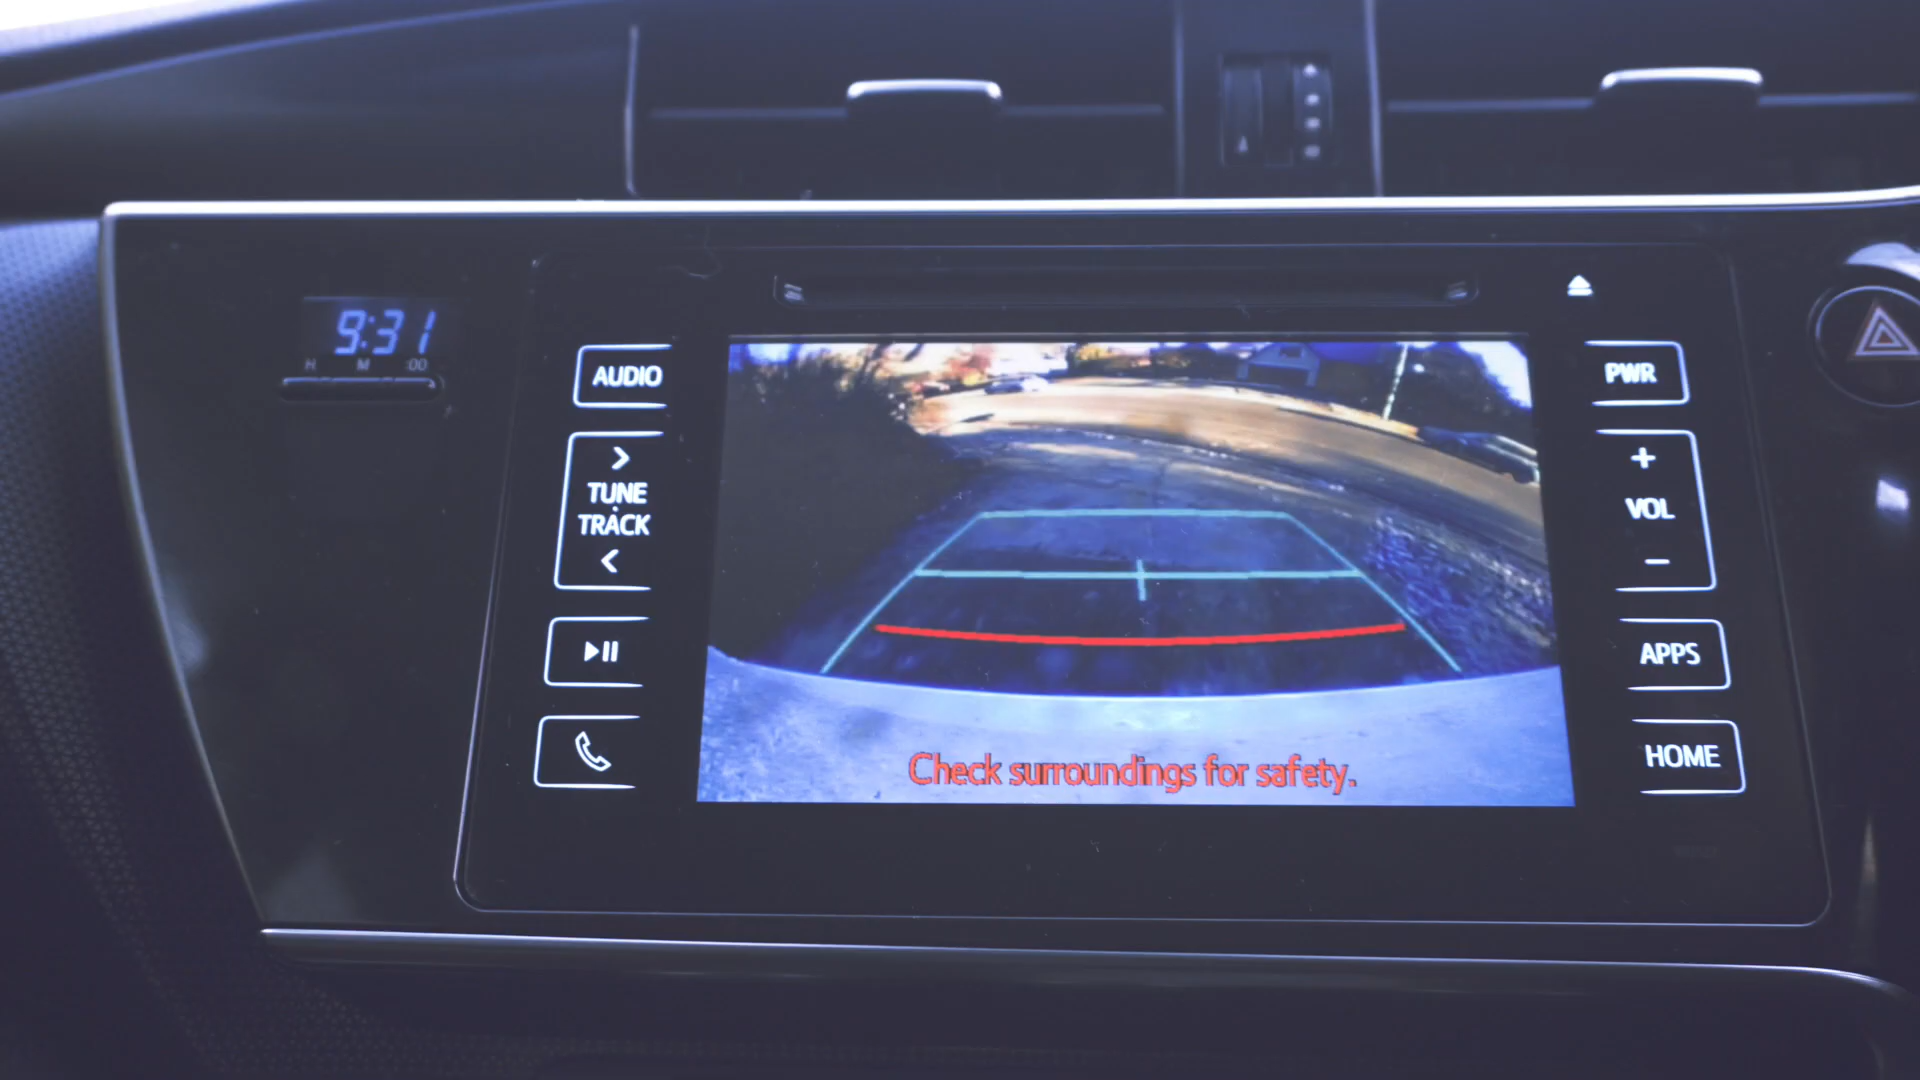 9:31
H M :00
AUDIO
TUNE
TRACK
PWR
+
VOL
-
APPS
HOME
Check surroundings for safety.